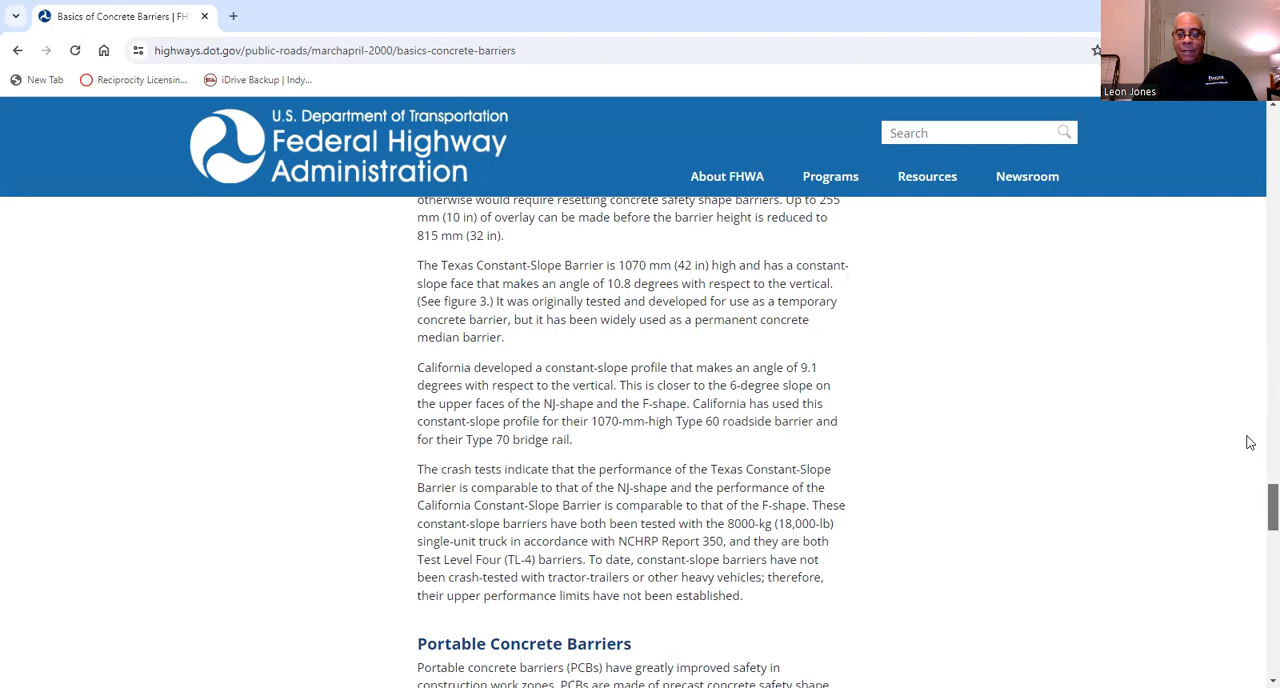 Basics of Concrete Barriers | FH
highways.dot.gov/public-roads/marchapril-2000/basics-concrete-barriers
New Tab
Reciprocity Licensin...
iDrive Backup | Indy...
Leon Jones
U.S. Department of Transportation
Federal Highway
Administration
Search
About FHWA
Programs
Resources
Newsroom
otherwise would require resetting concrete safety shape barriers. Up to 255
mm (10 in) of overlay can be made before the barrier height is reduced to
815 mm (32 in).
The Texas Constant-Slope Barrier is 1070 mm (42 in) high and has a constant-
slope face that makes an angle of 10.8 degrees with respect to the vertical.
(See figure 3.) It was originally tested and developed for use as a temporary
concrete barrier, but it has been widely used as a permanent concrete
median barrier.
California developed a constant-slope profile that makes an angle of 9.1
degrees with respect to the vertical. This is closer to the 6-degree slope on
the upper faces of the NJ-shape and the F-shape. California has used this
constant-slope profile for their 1070-mm-high Type 60 roadside barrier and
for their Type 70 bridge rail.
The crash tests indicate that the performance of the Texas Constant-Slope
Barrier is comparable to that of the NJ-shape and the performance of the
California Constant-Slope Barrier is comparable to that of the F-shape. These
constant-slope barriers have both been tested with the 8000-kg (18,000-lb)
single-unit truck in accordance with NCHRP Report 350, and they are both
Test Level Four (TL-4) barriers. To date, constant-slope barriers have not
been crash-tested with tractor-trailers or other heavy vehicles; therefore,
their upper performance limits have not been established.
Portable Concrete Barriers
Portable concrete barriers (PCBs) have greatly improved safety in
construction work zones. PCBs are made of precast concrete safety shape